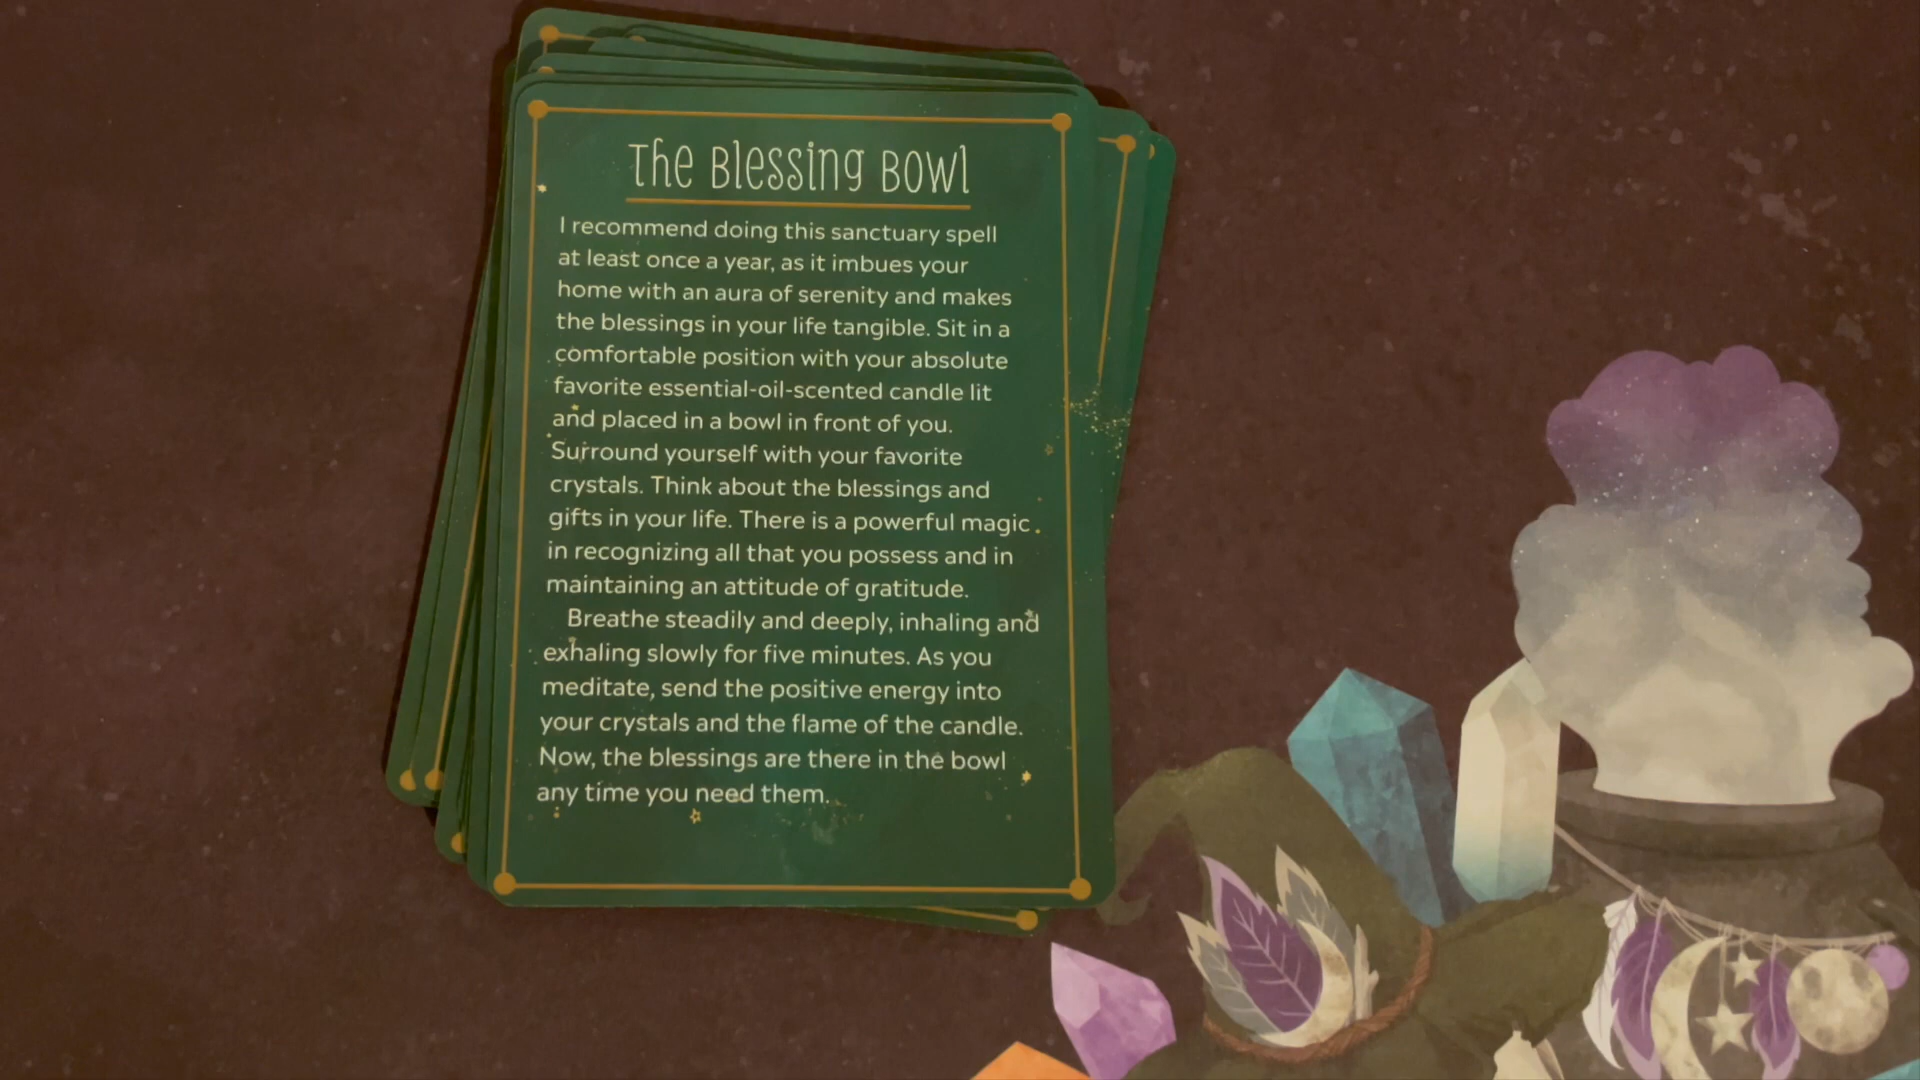 The Blessing Bowl
I recommend doing this sanctuary spell
at least once a year, as it imbues your
home with an aura of serenity and makes
the blessings in your life tangible. Sit in a
comfortable position with your absolute
favorite essential-oil-scented candle lit
and placed in a bowl in front of you.
Surround yourself with your favorite
crystals. Think about the blessings and
gifts in your life. There is a powerful magic
in recognizing all that you possess and in
maintaining an attitude of gratitude.
Breathe steadily and deeply, inhaling and
exhaling slowly for five minutes. As you
meditate, send the positive energy into
your crystals and the flame of the candle.
Now, the blessings are there in the bowl
any time you need them.